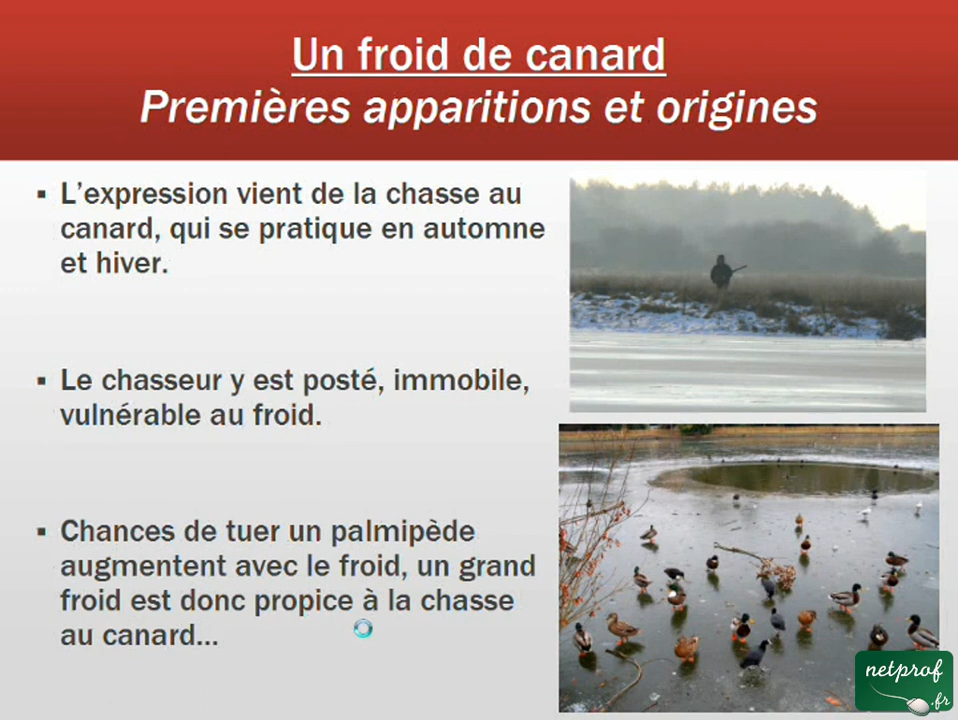 Un froid de canard
Premières apparitions et origines
▪ L'expression vient de la chasse au
canard, qui se pratique en automne
et hiver.
▪ Le chasseur y est posté, immobile,
vulnérable au froid.
▪ Chances de tuer un palmipède
augmentent avec le froid, un grand
froid est donc propice à la chasse
au canard...
netprof
.fr